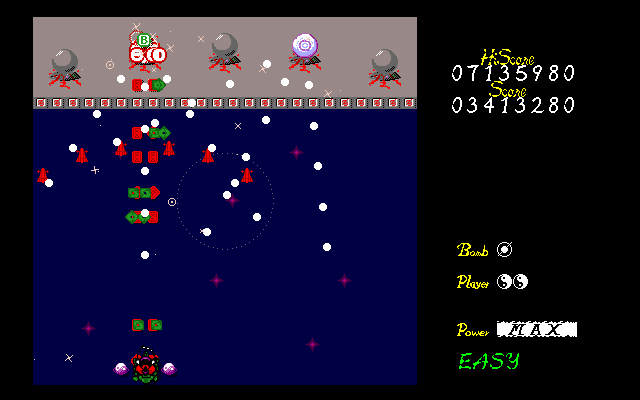 B
HiScore
07135980
Score
03413280
Bomb
Player
Power MAX
EASY